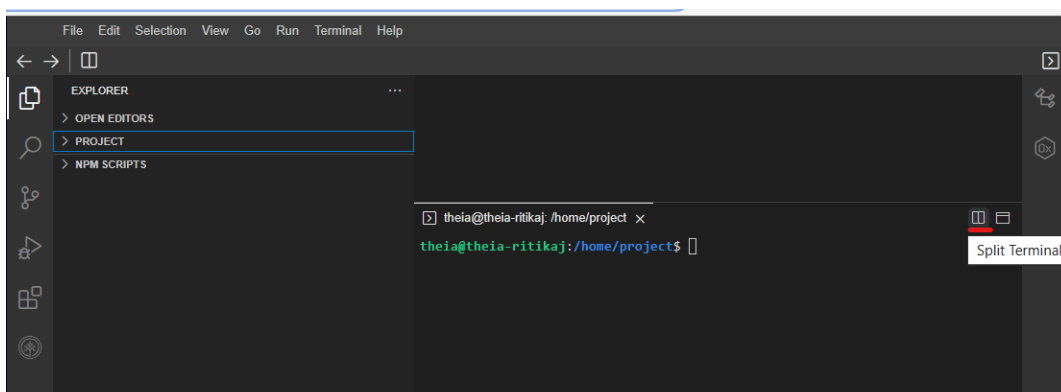 File Edit Selection View Go Run Terminal Help
EXPLORER ...
> OPEN EDITORS
> PROJECT
> NPM SCRIPTS
theia@theia-ritikaj: /home/project ×
theia@theia-ritikaj:/home/project$
Split Terminal
0x